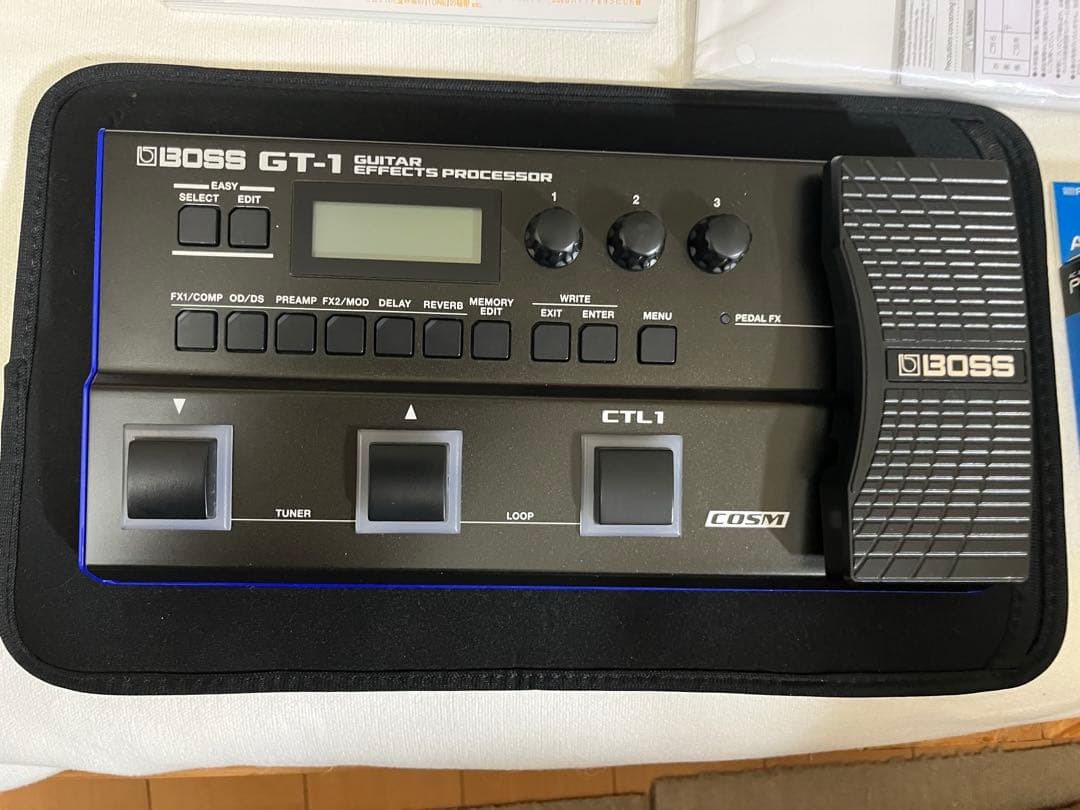 BOSS GT-1 GUITAR EFFECTS PROCESSOR
EASY
SELECT EDIT
1 2 3
FX1/COMP OD/DS PREAMP FX2/MOD DELAY REVERB MEMORY EDIT
WRITE
EXIT ENTER MENU
PEDAL FX
BOSS
▼ ▲ CTL1
TUNER LOOP
COSM